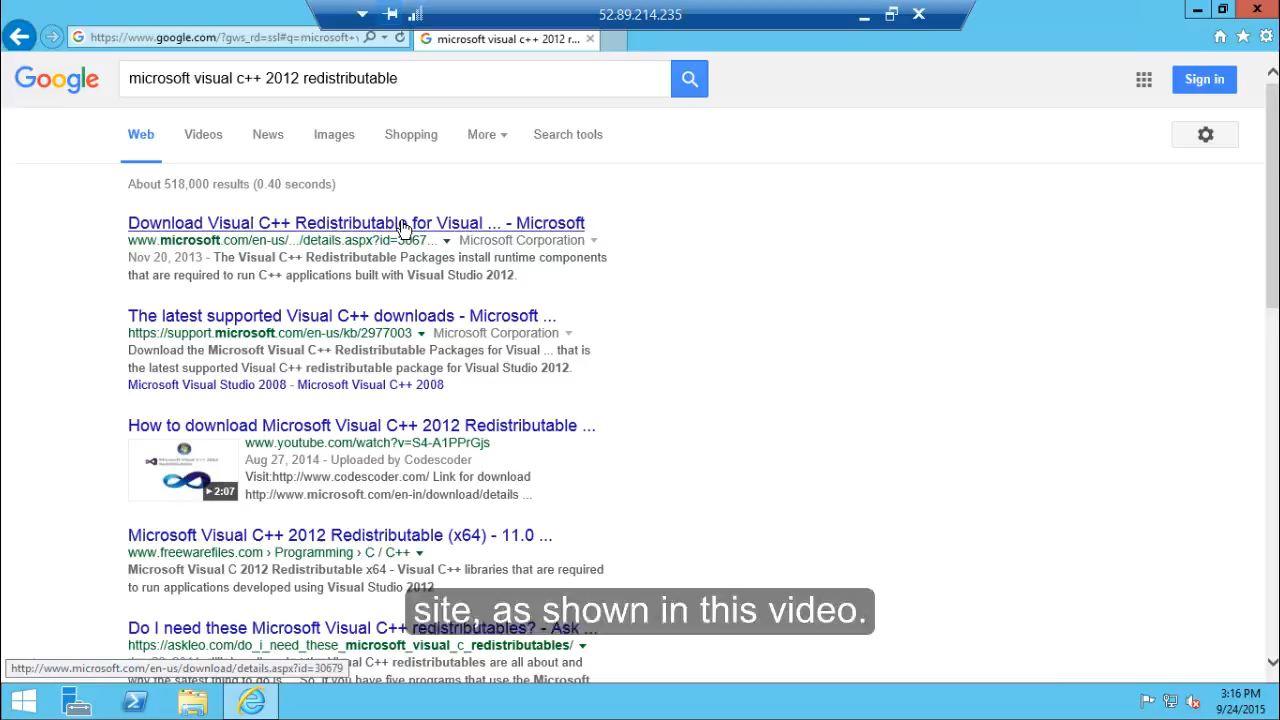 52.89.214.235
https://www.google.com/?gws_rd=ssl#q=microsoft+
microsoft visual c++ 2012 r...
Google
microsoft visual c++ 2012 redistributable
Sign in
Web
Videos
News
Images
Shopping
More
Search tools
About 518,000 results (0.40 seconds)
Download Visual C++ Redistributable for Visual ... - Microsoft
www.microsoft.com/en-us/.../details.aspx?id=3067... Microsoft Corporation
Nov 20, 2013 - The Visual C++ Redistributable Packages install runtime components
that are required to run C++ applications built with Visual Studio 2012.
The latest supported Visual C++ downloads - Microsoft ...
https://support.microsoft.com/en-us/kb/2977003 Microsoft Corporation
Download the Microsoft Visual C++ Redistributable Packages for Visual ... that is
the latest supported Visual C++ redistributable package for Visual Studio 2012.
Microsoft Visual Studio 2008 - Microsoft Visual C++ 2008
How to download Microsoft Visual C++ 2012 Redistributable ...
www.youtube.com/watch?v=S4-A1PPrGjs
Aug 27, 2014 - Uploaded by Codescoder
Visit:http://www.codescoder.com/ Link for download
http://www.microsoft.com/en-in/download/details ...
2:07
Microsoft Visual C++ 2012 Redistributable (x64) - 11.0 ...
www.freewarefiles.com › Programming › C / C++
Microsoft Visual C 2012 Redistributable x64 - Visual C++ libraries that are required
to run applications developed using Visual Studio 2012
site, as shown in this video.
Do I need these Microsoft Visual C++ redistributables? - Ask ...
https://askleo.com/do_i_need_these_microsoft_visual_c_redistributables/
C++ redistributables are all about and
http://www.microsoft.com/en-us/download/details.aspx?id=30679
you have five programs that use the Microsoft
3:16 PM
9/24/2015